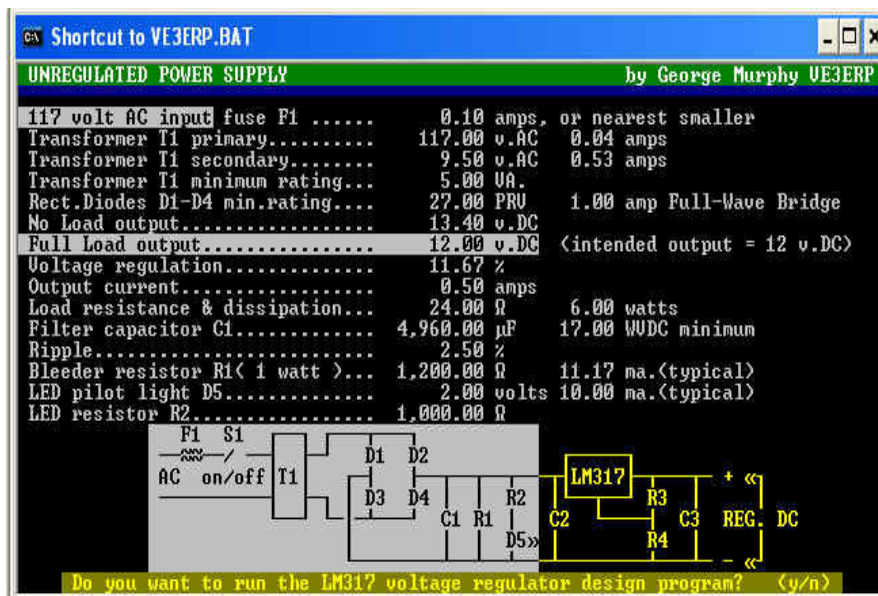 Shortcut to VE3ERP.BAT
UNREGULATED POWER SUPPLY by George Murphy VE3ERP
117 volt AC input fuse F1 ...... 0.10 amps, or nearest smaller
Transformer T1 primary.......... 117.00 v.AC 0.04 amps
Transformer T1 secondary........ 9.50 v.AC 0.53 amps
Transformer T1 minimum rating... 5.00 VA.
Rect.Diodes D1-D4 min.rating.... 27.00 PRV 1.00 amp Full-Wave Bridge
No Load output.................. 13.40 v.DC
Full Load output................ 12.00 v.DC (intended output = 12 v.DC)
Voltage regulation.............. 11.67 %
Output current.................. 0.50 amps
Load resistance & dissipation... 24.00 Ω 6.00 watts
Filter capacitor C1............. 4,960.00 µF 17.00 WVDC minimum
Ripple.......................... 2.50 %
Bleeder resistor R1( 1 watt )... 1,200.00 Ω 11.17 ma.(typical)
LED pilot light D5.............. 2.00 volts 10.00 ma.(typical)
LED resistor R2................. 1,000.00 Ω
F1 S1
D1 D2
AC on/off T1 LM317 + «
D3 D4 R2 R3
C1 R1 C2 C3 REG. DC
D5» R4
- «
Do you want to run the LM317 voltage regulator design program? (y/n)